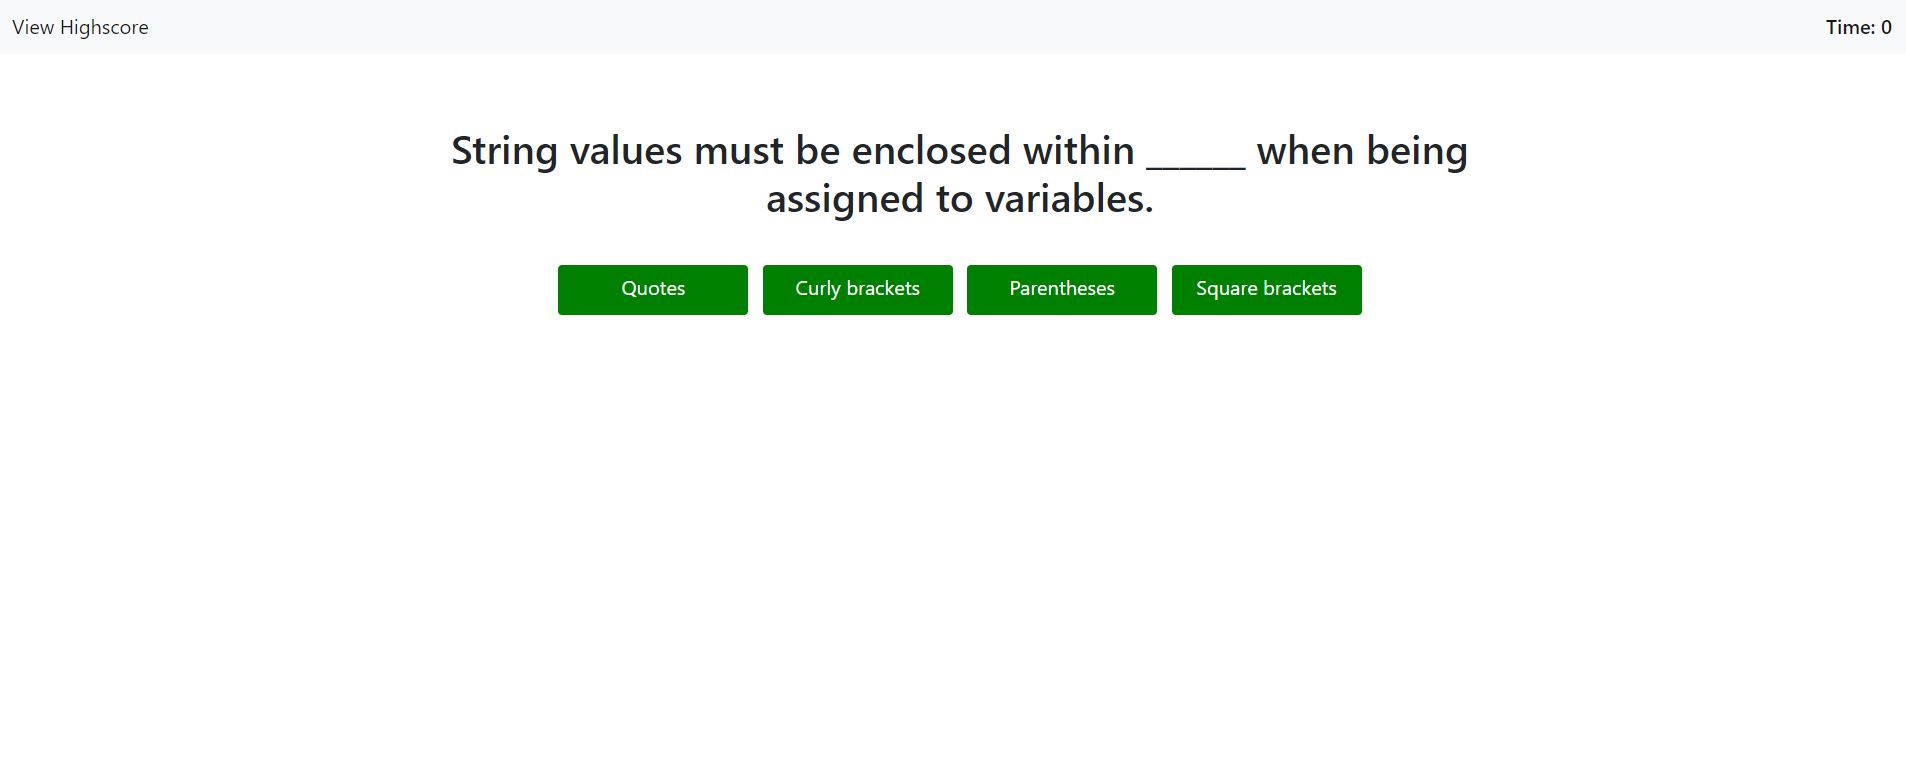 View Highscore
Time: 0
String values must be enclosed within ______ when being
assigned to variables.
Quotes
Curly brackets
Parentheses
Square brackets